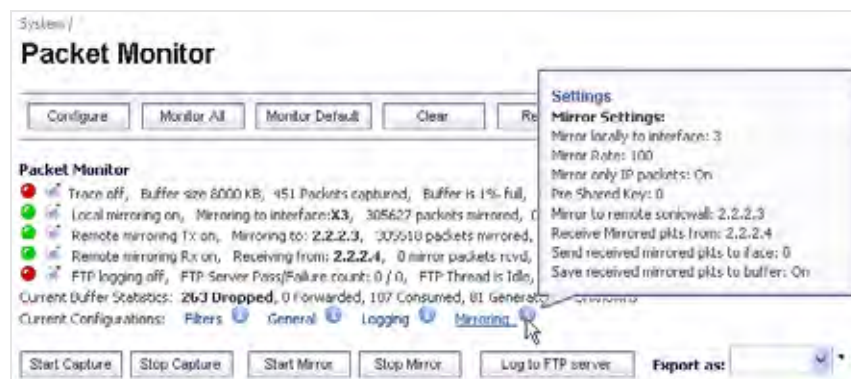 System /
Packet Monitor
Configure Monitor All Monitor Default Clear Re
Packet Monitor
Trace off, Buffer size 8000 KB, 451 Packets captured, Buffer is 1% full,
Local mirroring on, Mirroring to interface:X3, 305627 packets mirrored,
Remote mirroring Tx on, Mirroring to: 2.2.2.3, 305518 packets mirrored,
Remote mirroring Rx on, Receiving from: 2.2.2.4, 0 mirror packets rcvd,
FTP logging off, FTP Server Pass/Failure count: 0 / 0, FTP Thread is Idle,
Current Buffer Statistics: 263 Dropped, 0 Forwarded, 107 Consumed, 81 Generated
Current Configurations: Filters General Logging Mirroring
Start Capture Stop Capture Start Mirror Stop Mirror Log to FTP server Export as:
Settings
Mirror Settings:
Mirror locally to interface: 3
Mirror Rate: 100
Mirror only IP packets: On
Pre Shared Key: 0
Mirror to remote sonicwall: 2.2.2.3
Receive Mirrored pkts from: 2.2.2.4
Send received mirrored pkts to iface: 0
Save received mirrored pkts to buffer: On